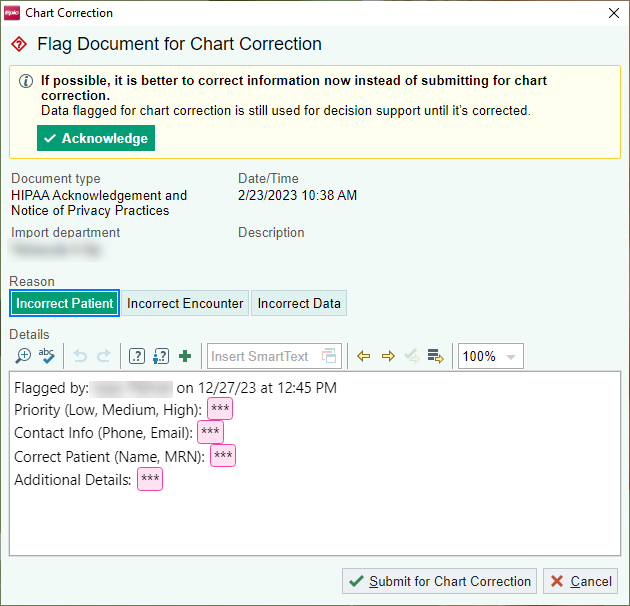 Epic Chart Correction
Flag Document for Chart Correction
If possible, it is better to correct information now instead of submitting for chart
correction.
Data flagged for chart correction is still used for decision support until it's corrected.
Acknowledge
Document type Date/Time
HIPAA Acknowledgement and 2/23/2023 10:38 AM
Notice of Privacy Practices
Import department Description
Reason
Incorrect Patient Incorrect Encounter Incorrect Data
Details
abc .? .? Insert SmartText 100%
Flagged by: on 12/27/23 at 12:45 PM
Priority (Low, Medium, High): ***
Contact Info (Phone, Email): ***
Correct Patient (Name, MRN): ***
Additional Details: ***
Submit for Chart Correction Cancel